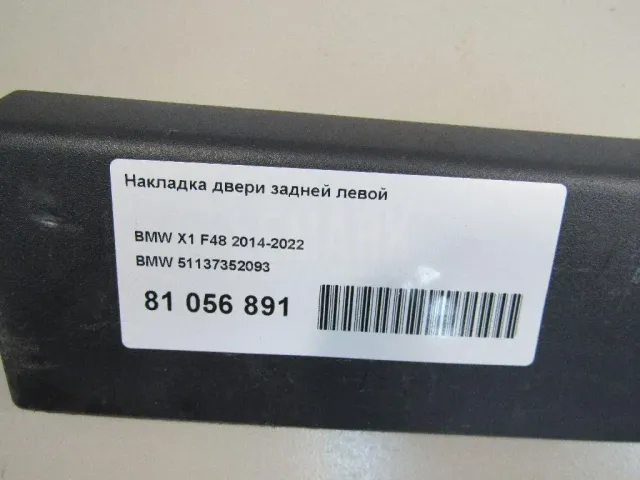 Накладка двери задней левой
BMW X1 F48 2014-2022
BMW 51137352093
81 056 891